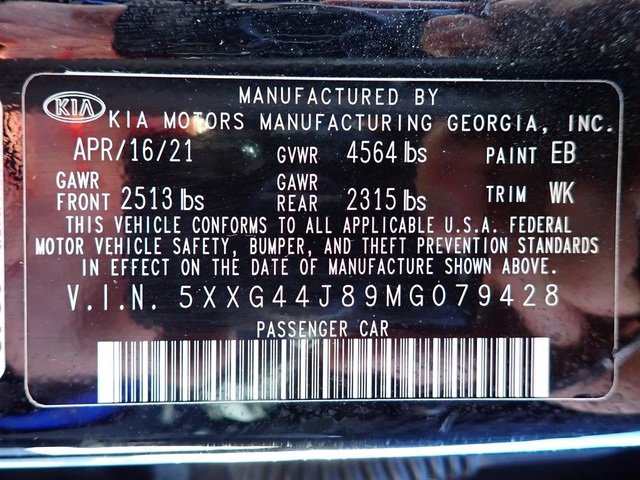 MANUFACTURED BY
KIA KIA MOTORS MANUFACTURING GEORGIA, INC.
APR/16/21 GVWR 4564 lbs PAINT EB
GAWR FRONT 2513 lbs GAWR REAR 2315 lbs TRIM WK
THIS VEHICLE CONFORMS TO ALL APPLICABLE U.S.A. FEDERAL
MOTOR VEHICLE SAFETY, BUMPER, AND THEFT PREVENTION STANDARDS
IN EFFECT ON THE DATE OF MANUFACTURE SHOWN ABOVE.
V.I.N. 5XXG44J89MG079428
PASSENGER CAR